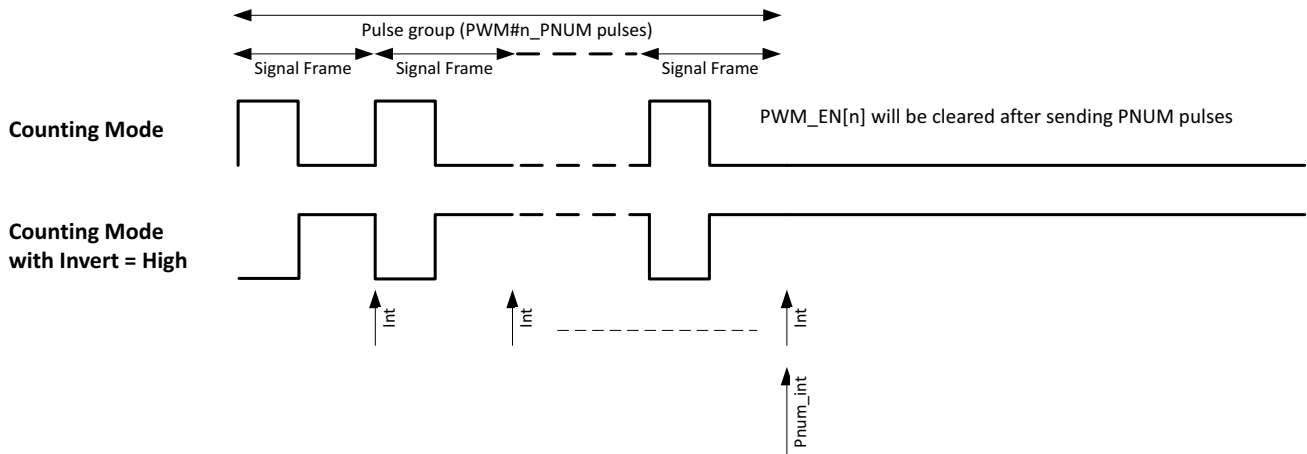 Pulse group (PWM#n_PNUM pulses)
Signal Frame
Signal Frame
Signal Frame
Counting Mode
PWM_EN[n] will be cleared after sending PNUM pulses
Counting Mode
with Invert = High
Int
Int
Int
Pnum_int